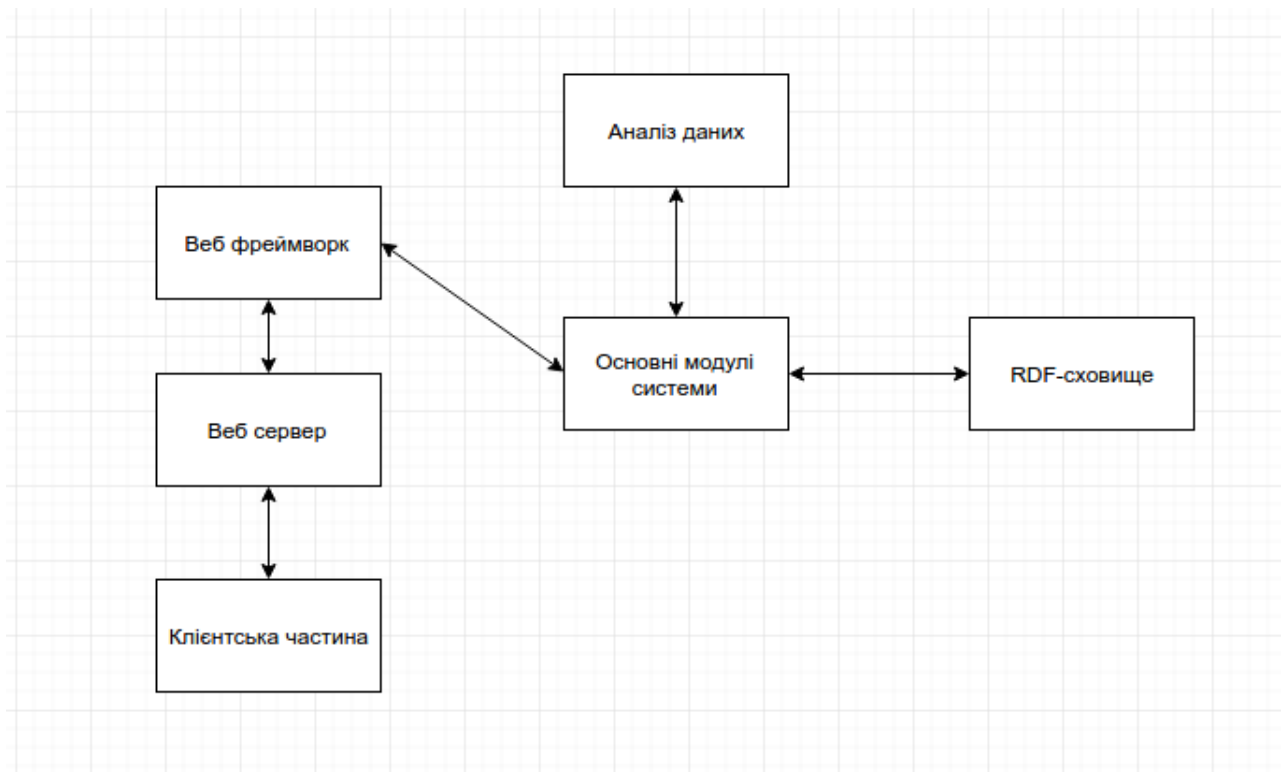 Аналіз даних
Веб фреймворк
Основні модулі
системи
RDF-сховище
Веб сервер
Клієнтська частина